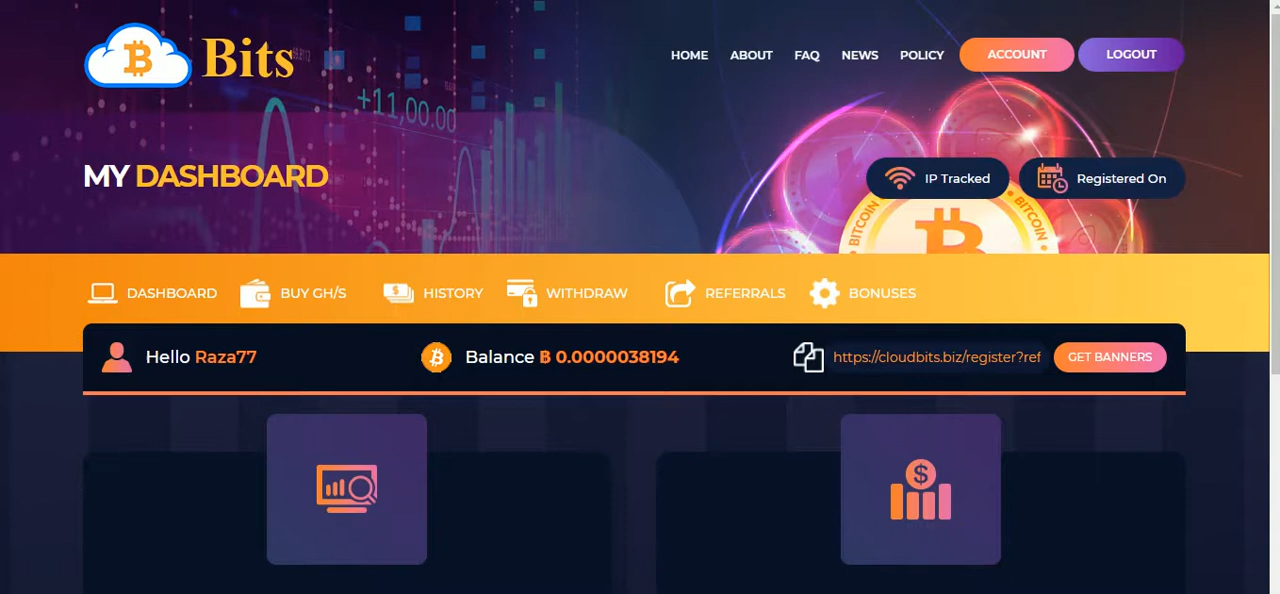 Bits
HOME ABOUT FAQ NEWS POLICY ACCOUNT LOGOUT
+11,00.00
MY DASHBOARD
IP Tracked Registered On
BITCOIN BITCOIN
DASHBOARD BUY GH/S HISTORY WITHDRAW REFERRALS BONUSES
Hello Raza77 Balance ฿ 0.0000038194 https://cloudbits.biz/register?ref GET BANNERS